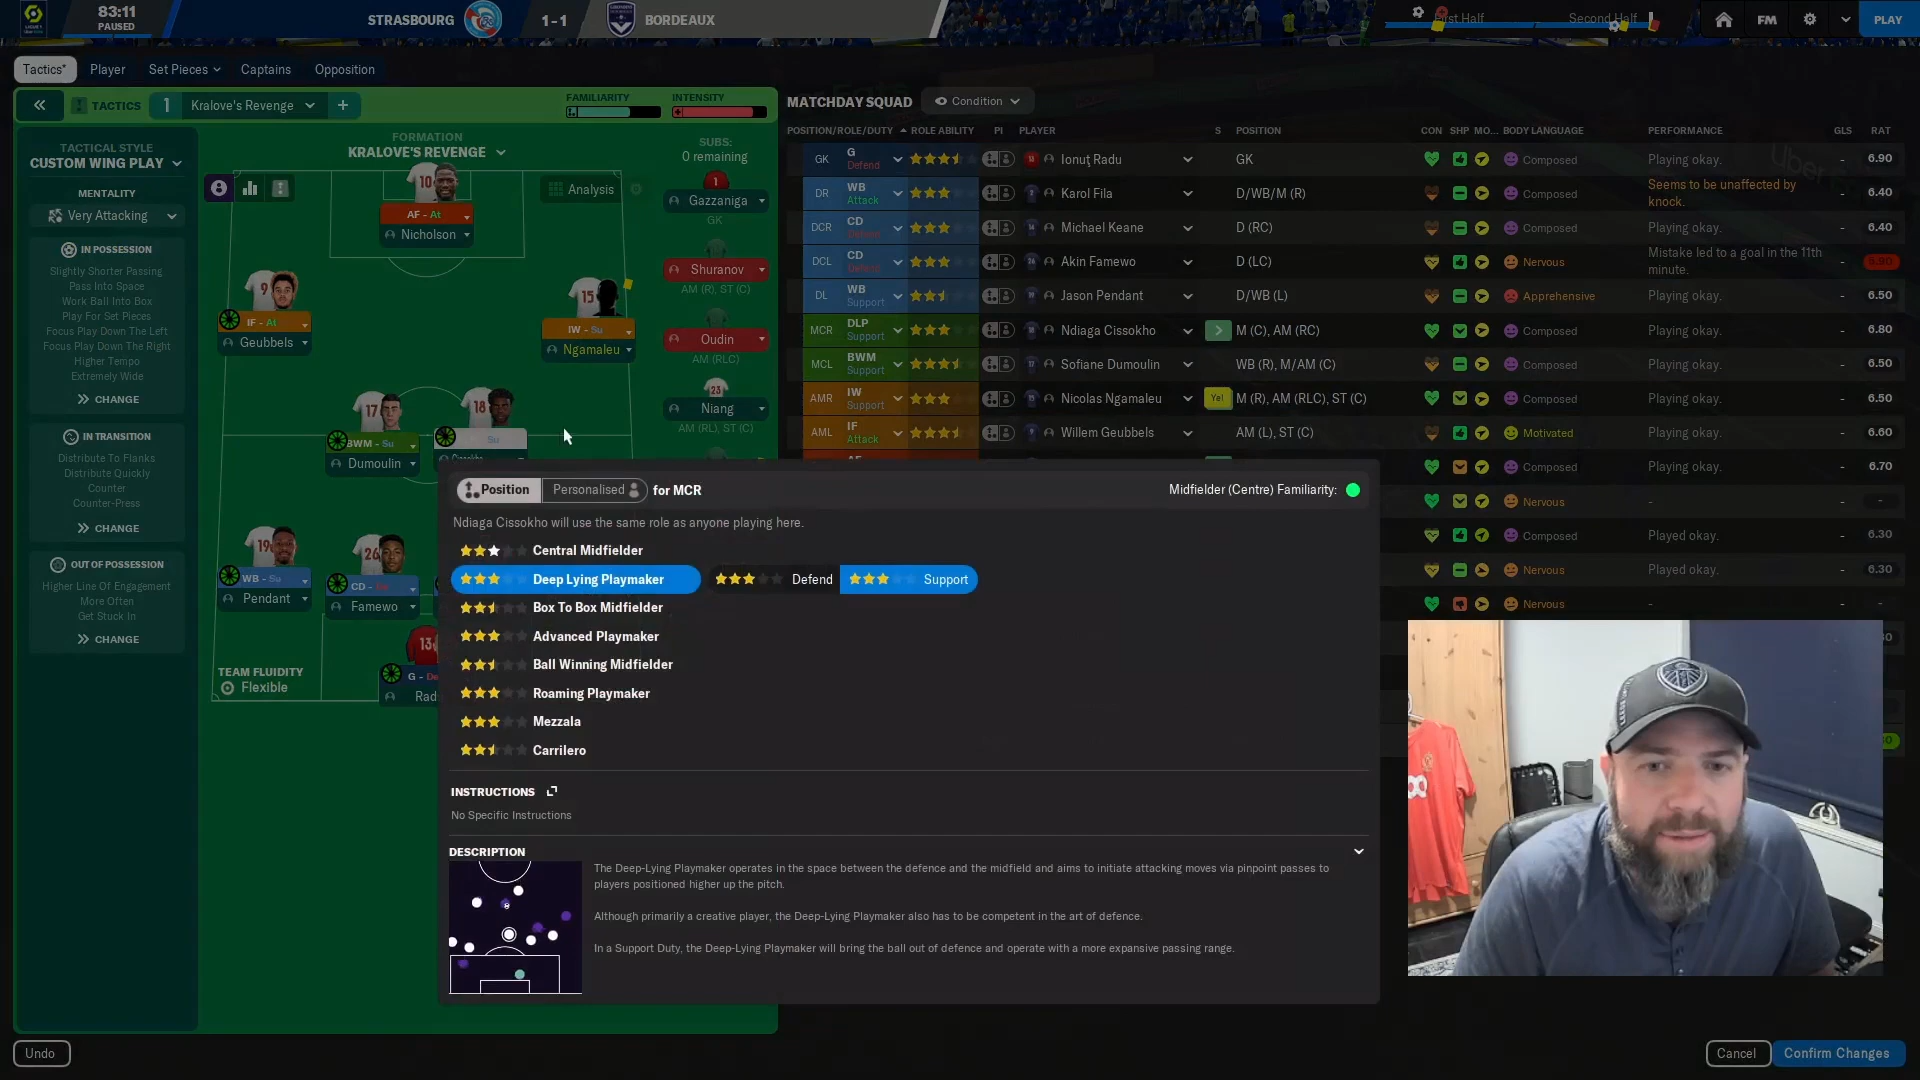 83:11
PAUSED
STRASBOURG
1-1
BORDEAUX
First Half
Second Half
FM
PLAY
Tactics*
Player
Set Pieces
Captains
Opposition
TACTICS
1
Kralove's Revenge
+
FAMILIARITY
INTENSITY
TACTICAL STYLE
CUSTOM WING PLAY
MENTALITY
Very Attacking
IN POSSESSION
Slightly Shorter Passing
Pass Into Space
Work Ball Into Box
Play For Set Pieces
Focus Play Down The Left
Focus Play Down The Right
Higher Tempo
Extremely Wide
CHANGE
IN TRANSITION
Distribute To Flanks
Distribute Quickly
Counter
Counter-Press
CHANGE
OUT OF POSSESSION
Higher Line Of Engagement
More Often
Get Stuck In
CHANGE
FORMATION
KRALOVE'S REVENGE
Analysis
10
AF - At
Nicholson
9
IF - At
Geubbels
15
IW - Su
Ngamaleu
17
BWM - Su
Dumoulin
18
Su
19
WB - Su
Pendant
26
CD -
Famewo
13
G - De
Rad
TEAM FLUIDITY
Flexible
SUBS:
0 remaining
1
Gazzaniga
GK
Shuranov
AM (R), ST (C)
Oudin
AM (RLC)
23
Niang
AM (RL), ST (C)
MATCHDAY SQUAD
Condition
POSITION/ROLE/DUTY
ROLE ABILITY
PI
PLAYER
S
POSITION
CON
SHP
MO...
BODY LANGUAGE
PERFORMANCE
GLS
RAT
GK
G
Defend
Ionuț Radu
GK
Composed
Playing okay.
-
6.90
DR
WB
Attack
Karol Fila
D/WB/M (R)
Composed
Seems to be unaffected by
knock.
-
6.40
DCR
CD
Defend
Michael Keane
D (RC)
Composed
Playing okay.
-
6.40
DCL
CD
Defend
Akin Famewo
D (LC)
Nervous
Mistake led to a goal in the 11th
minute.
-
DL
WB
Support
Jason Pendant
D/WB (L)
Apprehensive
Playing okay.
-
6.50
MCR
DLP
Support
Ndiaga Cissokho
M (C), AM (RC)
Composed
Playing okay.
-
6.80
MCL
BWM
Support
Sofiane Dumoulin
WB (R), M/AM (C)
Composed
Playing okay.
-
6.50
AMR
IW
Support
Nicolas Ngamaleu
Yel
M (R), AM (RLC), ST (C)
Composed
Playing okay.
-
6.50
AML
IF
Attack
Willem Geubbels
AM (L), ST (C)
Motivated
Playing okay.
-
6.60
Composed
Playing okay.
-
6.70
Nervous
-
-
-
Composed
Played okay.
-
6.30
Nervous
Played okay.
-
6.30
Nervous
-
-
-
Uber
Position
Personalised
for MCR
Midfielder (Centre) Familiarity:
Ndiaga Cissokho will use the same role as anyone playing here.
Central Midfielder
Deep Lying Playmaker
Defend
Support
Box To Box Midfielder
Advanced Playmaker
Ball Winning Midfielder
Roaming Playmaker
Mezzala
Carrilero
INSTRUCTIONS
No Specific Instructions
DESCRIPTION
The Deep-Lying Playmaker operates in the space between the defence and the midfield and aims to initiate attacking moves via pinpoint passes to
players positioned higher up the pitch.
Although primarily a creative player, the Deep-Lying Playmaker also has to be competent in the art of defence.
In a Support Duty, the Deep-Lying Playmaker will bring the ball out of defence and operate with a more expansive passing range.
Undo
Cancel
Confirm Changes